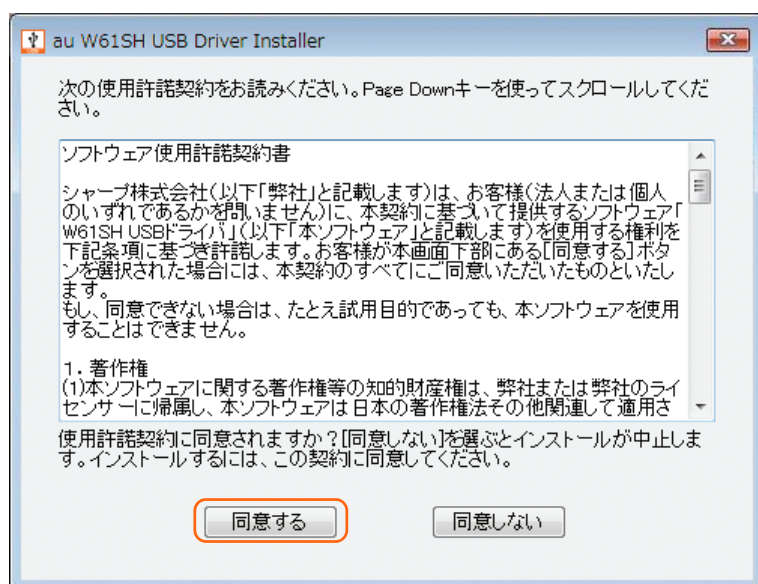 au W61SH USB Driver Installer
次の使用許諾契約をお読みください。Page Downキーを使ってスクロールしてくだ
さい。
ソフトウェア使用許諾契約書
シャープ株式会社(以下「弊社」と記載します)は、お客様(法人または個人
のいずれであるかを問いません)に、本契約に基づいて提供するソフトウェア「
W61SH USBドライバ」(以下「本ソフトウェア」と記載します)を使用する権利を
下記条項に基づき許諾します。お客様が本画面下部にある[同意する]ボタ
ンを選択された場合には、本契約のすべてにご同意いただいたものといたし
ます。
もし、同意できない場合は、たとえ試用目的であっても、本ソフトウェアを使用
することはできません。
1. 著作権
(1)本ソフトウェアに関する著作権等の知的財産権は、弊社または弊社のライ
センサーに帰属し、本ソフトウェアは日本の著作権法その他関連して適用さ
使用許諾契約に同意されますか?[同意しない]を選ぶとインストールが中止しま
す。インストールするには、この契約に同意してください。
同意する
同意しない